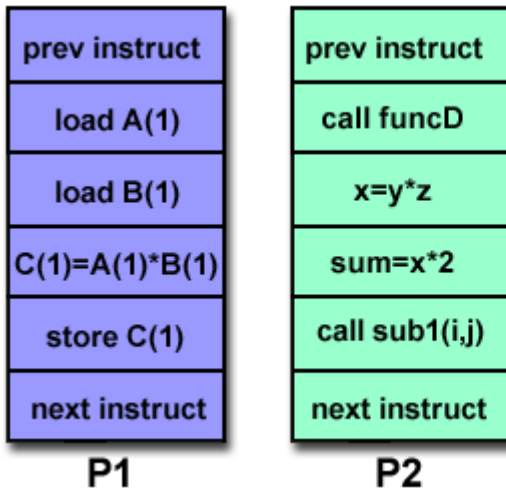 prev instruct
load A(1)
load B(1)
C(1)=A(1)*B(1)
store C(1)
next instruct
P1
prev instruct
call funcD
x=y*z
sum=x*2
call sub1(i,j)
next instruct
P2